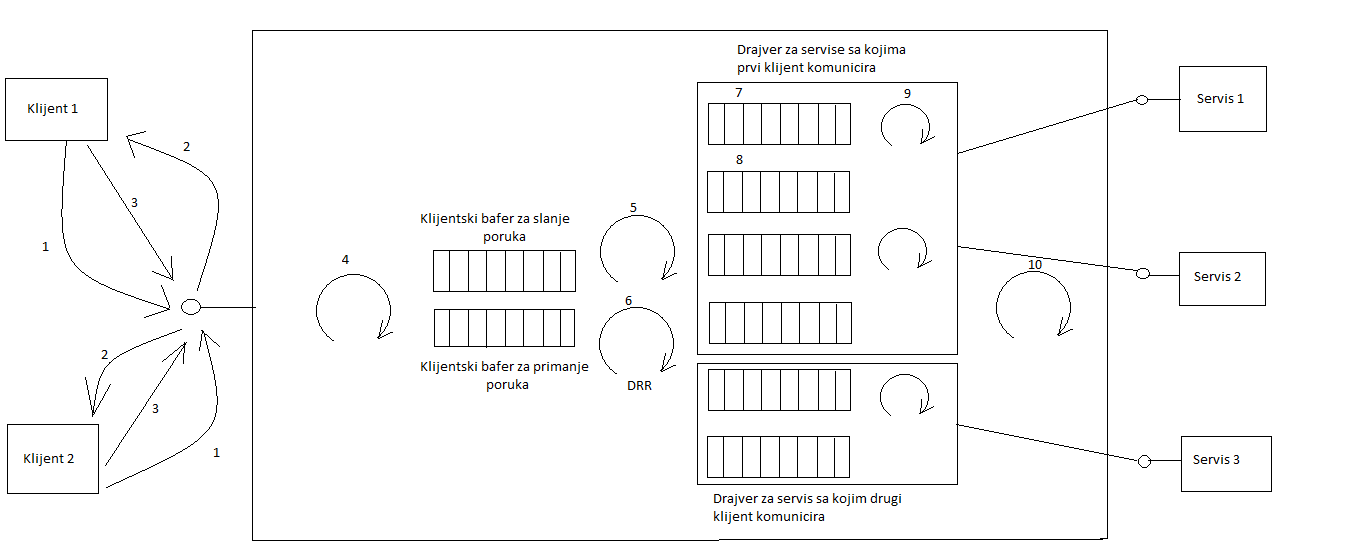 Drajver za servise sa kojima
prvi klijent komunicira
7
9
Servis 1
Klijent 1
2
8
3
Klijentski bafer za slanje
poruka
5
1
4
10
Servis 2
6
Klijentski bafer za primanje
poruka
DRR
2
3
1
Klijent 2
Servis 3
Drajver za servis sa kojim drugi
klijent komunicira